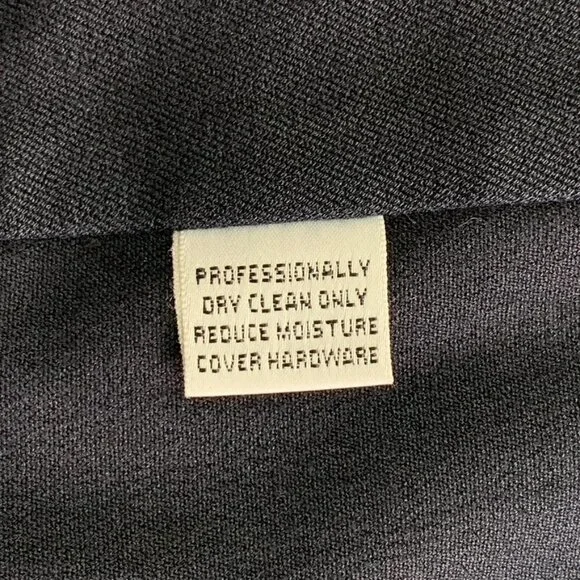 PROFESSIONALLY
DRY CLEAN ONLY
REDUCE MOISTURE
COVER HARDWARE